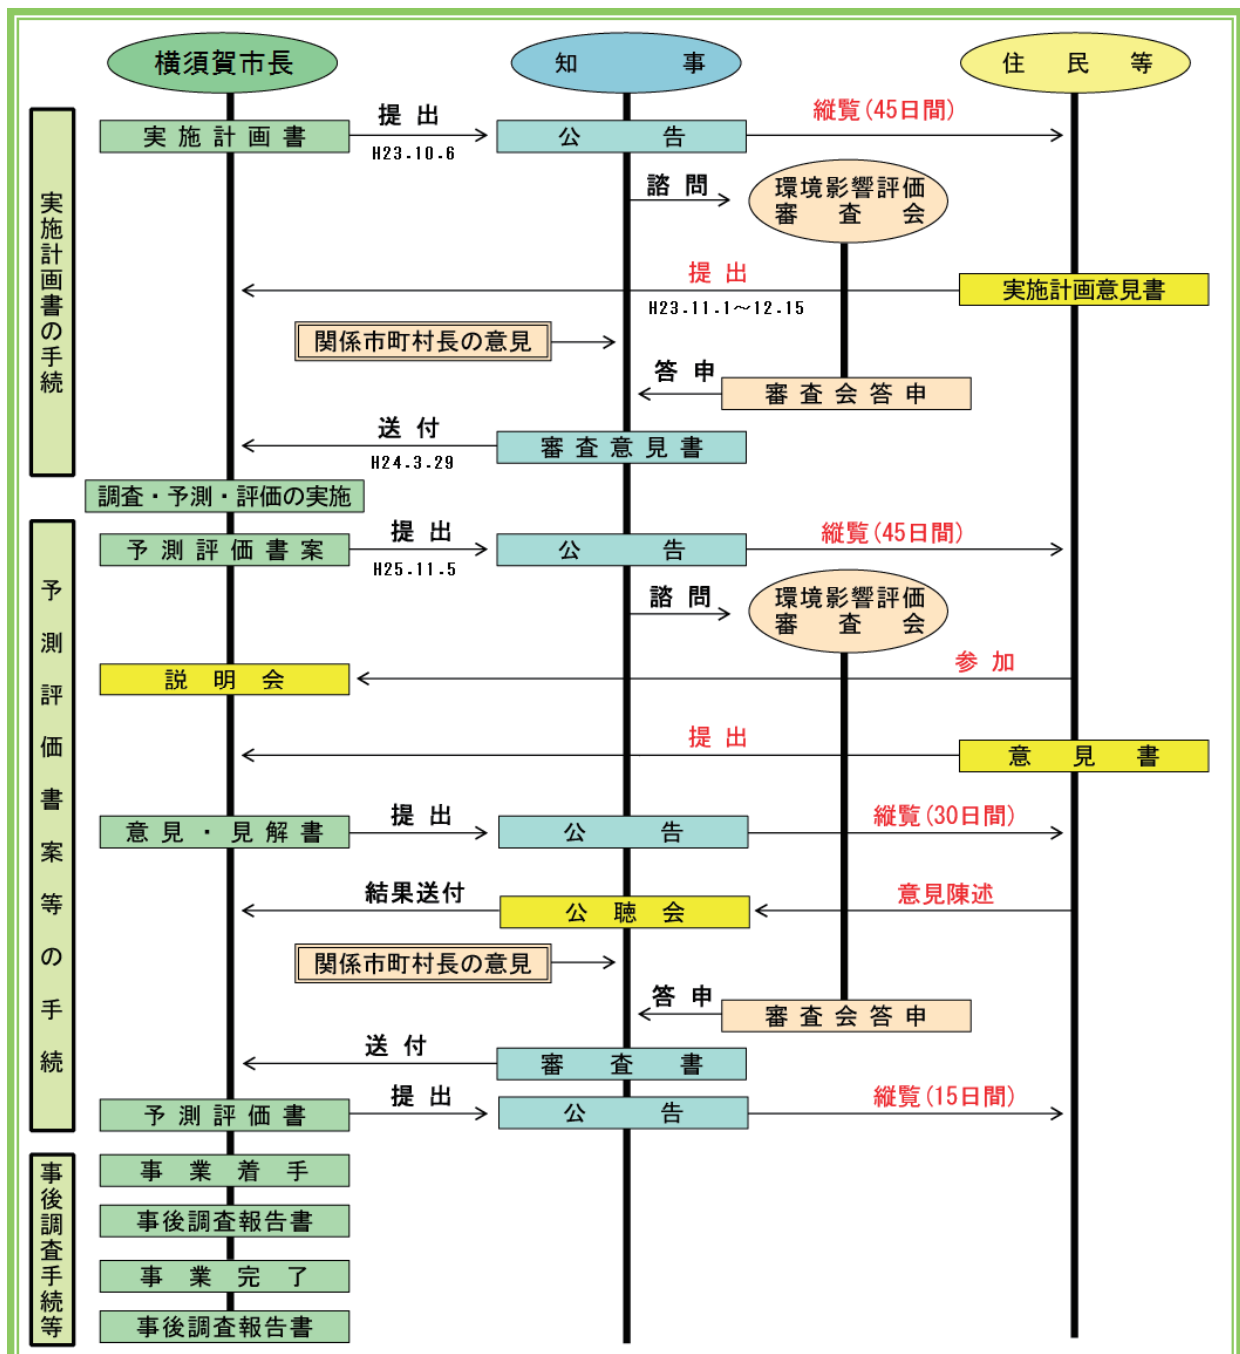 横須賀市長
知事
住民等
実施計画書の手続
実施計画書
提出
H23.10.6
公告
縦覧(45日間)
諮問
環境影響評価
審査会
提出
H23.11.1～12.15
実施計画意見書
関係市町村長の意見
答申
審査会答申
送付
H24.3.29
審査意見書
調査・予測・評価の実施
予測評価書案等の手続
予測評価書案
提出
H25.11.5
公告
縦覧(45日間)
諮問
環境影響評価
審査会
説明会
参加
提出
意見書
意見・見解書
提出
公告
縦覧(30日間)
結果送付
公聴会
意見陳述
関係市町村長の意見
答申
審査会答申
送付
審査書
予測評価書
提出
公告
縦覧(15日間)
事後調査手続等
事業着手
事後調査報告書
事業完了
事後調査報告書